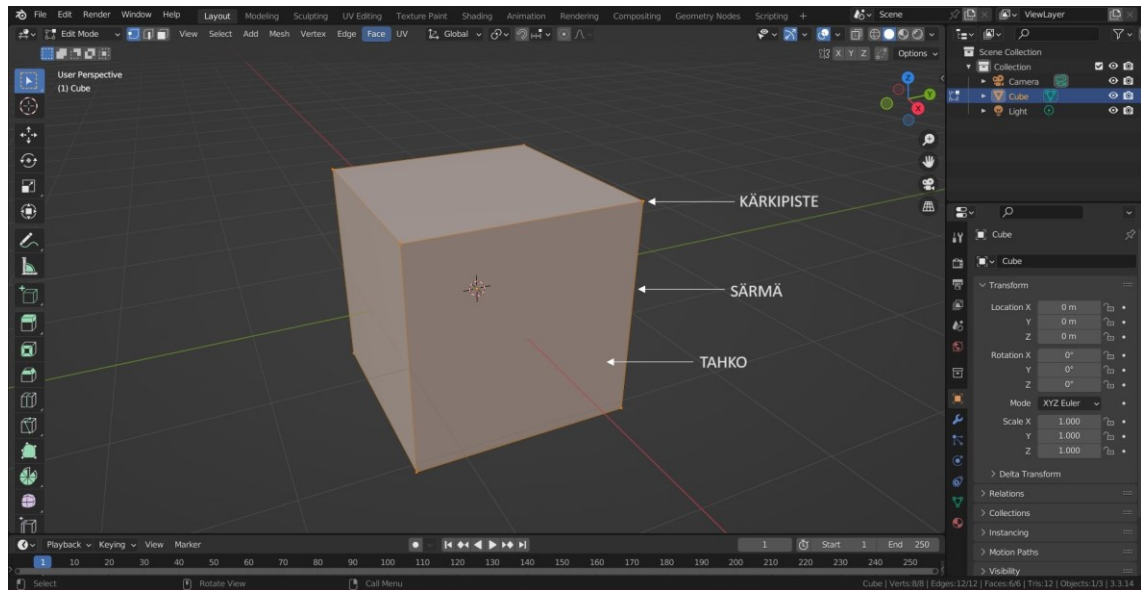 File Edit Render Window Help Layout Modeling Sculpting UV Editing Texture Paint Shading Animation Rendering Compositing Geometry Nodes Scripting + Scene ViewLayer
Edit Mode View Select Add Mesh Vertex Edge Face UV Global
X Y Z Options
User Perspective
(1) Cube
Z
Y
X
KÄRKIPISTE
SÄRMÄ
TAHKO
Scene Collection
Collection
Camera
Cube
Light
Cube
Cube
Transform
Location X 0 m
Y 0 m
Z 0 m
Rotation X 0°
Y 0°
Z 0°
Mode XYZ Euler
Scale X 1.000
Y 1.000
Z 1.000
Delta Transform
Relations
Collections
Instancing
Motion Paths
Visibility
Playback Keying View Marker 1 Start 1 End 250
1 10 20 30 40 50 60 70 80 90 100 110 120 130 140 150 160 170 180 190 200 210 220 230 240 250
Select Rotate View Call Menu Cube | Verts:8/8 | Edges:12/12 | Faces:6/6 | Tris:12 | Objects:1/3 | 3.3.14